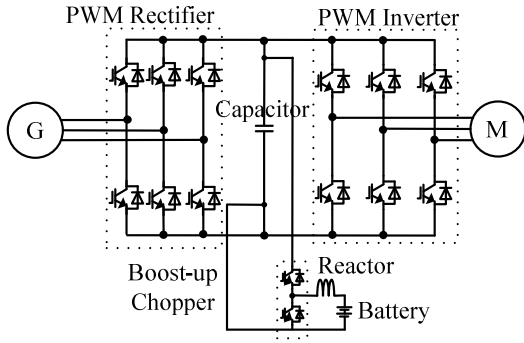 PWM Rectifier
PWM Inverter
Capacitor
G
M
Boost-up
Chopper
Reactor
Battery